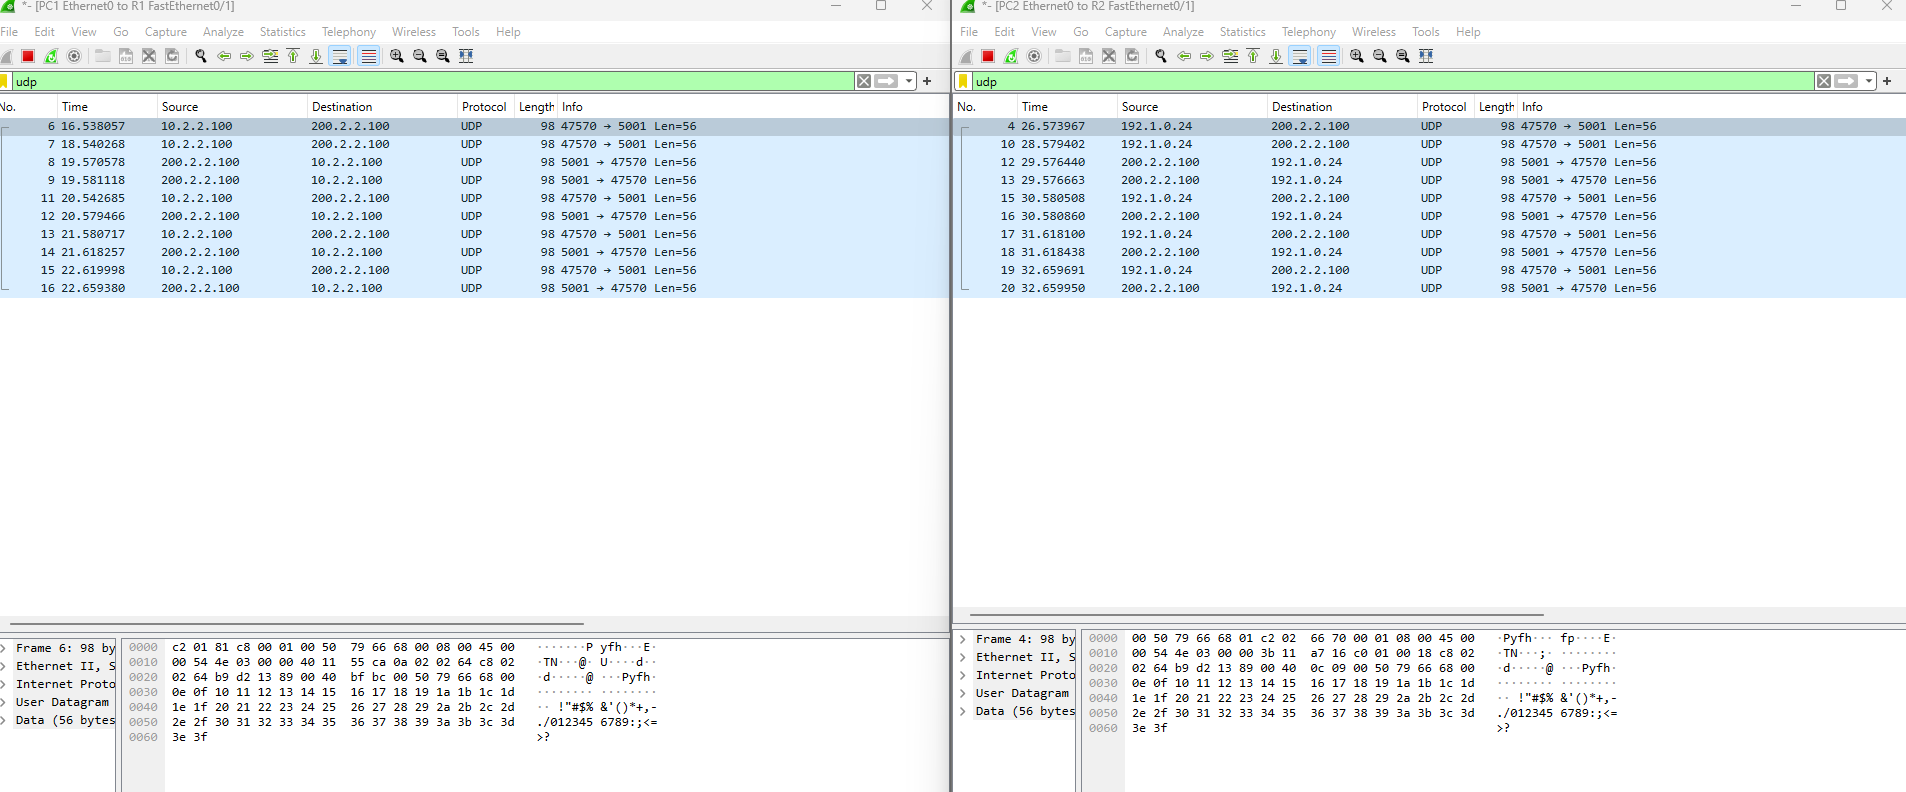 *- [PC1 Ethernet0 to R1 FastEthernet0/1]
File Edit View Go Capture Analyze Statistics Telephony Wireless Tools Help
udp
No. Time Source Destination Protocol Length Info
6 16.538057 10.2.2.100 200.2.2.100 UDP 98 47570 → 5001 Len=56
7 18.540268 10.2.2.100 200.2.2.100 UDP 98 47570 → 5001 Len=56
8 19.570578 200.2.2.100 10.2.2.100 UDP 98 5001 → 47570 Len=56
9 19.581118 200.2.2.100 10.2.2.100 UDP 98 5001 → 47570 Len=56
11 20.542685 10.2.2.100 200.2.2.100 UDP 98 47570 → 5001 Len=56
12 20.579466 200.2.2.100 10.2.2.100 UDP 98 5001 → 47570 Len=56
13 21.580717 10.2.2.100 200.2.2.100 UDP 98 47570 → 5001 Len=56
14 21.618257 200.2.2.100 10.2.2.100 UDP 98 5001 → 47570 Len=56
15 22.619998 10.2.2.100 200.2.2.100 UDP 98 47570 → 5001 Len=56
16 22.659380 200.2.2.100 10.2.2.100 UDP 98 5001 → 47570 Len=56
Frame 6: 98 by
Ethernet II, S
Internet Proto
User Datagram
Data (56 bytes
0000 c2 01 81 c8 00 01 00 50 79 66 68 00 08 00 45 00 ·······P yfh···E·
0010 00 54 4e 03 00 00 40 11 55 ca 0a 02 02 64 c8 02 ·TN···@· U····d··
0020 02 64 b9 d2 13 89 00 40 bf bc 00 50 79 66 68 00 ·d·····@ ···Pyfh·
0030 0e 0f 10 11 12 13 14 15 16 17 18 19 1a 1b 1c 1d ········ ········
0040 1e 1f 20 21 22 23 24 25 26 27 28 29 2a 2b 2c 2d ·· !"#$% &'()*+,-
0050 2e 2f 30 31 32 33 34 35 36 37 38 39 3a 3b 3c 3d ./012345 6789:;<=
0060 3e 3f >?
*- [PC2 Ethernet0 to R2 FastEthernet0/1]
File Edit View Go Capture Analyze Statistics Telephony Wireless Tools Help
udp
No. Time Source Destination Protocol Length Info
4 26.573967 192.1.0.24 200.2.2.100 UDP 98 47570 → 5001 Len=56
10 28.579402 192.1.0.24 200.2.2.100 UDP 98 47570 → 5001 Len=56
12 29.576440 200.2.2.100 192.1.0.24 UDP 98 5001 → 47570 Len=56
13 29.576663 200.2.2.100 192.1.0.24 UDP 98 5001 → 47570 Len=56
15 30.580508 192.1.0.24 200.2.2.100 UDP 98 47570 → 5001 Len=56
16 30.580860 200.2.2.100 192.1.0.24 UDP 98 5001 → 47570 Len=56
17 31.618100 192.1.0.24 200.2.2.100 UDP 98 47570 → 5001 Len=56
18 31.618438 200.2.2.100 192.1.0.24 UDP 98 5001 → 47570 Len=56
19 32.659691 192.1.0.24 200.2.2.100 UDP 98 47570 → 5001 Len=56
20 32.659950 200.2.2.100 192.1.0.24 UDP 98 5001 → 47570 Len=56
Frame 4: 98 by
Ethernet II, S
Internet Proto
User Datagram
Data (56 bytes
0000 00 50 79 66 68 01 c2 02 66 70 00 01 08 00 45 00 ·Pyfh··· fp····E·
0010 00 54 4e 03 00 00 3b 11 a7 16 c0 01 00 18 c8 02 ·TN···;· ········
0020 02 64 b9 d2 13 89 00 40 0c 09 00 50 79 66 68 00 ·d·····@ ···Pyfh·
0030 0e 0f 10 11 12 13 14 15 16 17 18 19 1a 1b 1c 1d ········ ········
0040 1e 1f 20 21 22 23 24 25 26 27 28 29 2a 2b 2c 2d ·· !"#$% &'()*+,-
0050 2e 2f 30 31 32 33 34 35 36 37 38 39 3a 3b 3c 3d ./012345 6789:;<=
0060 3e 3f >?